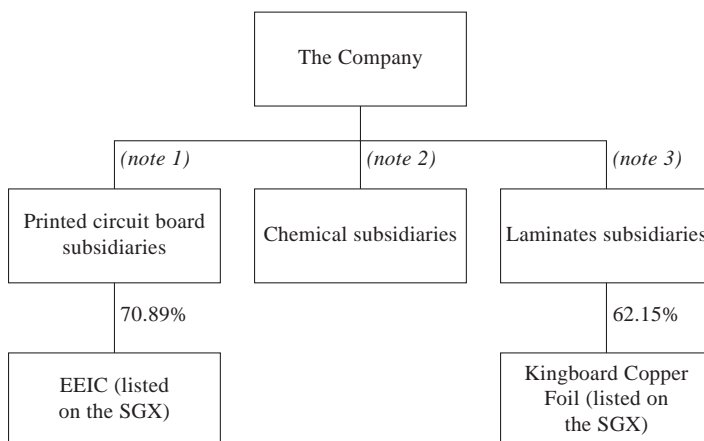 The Company
(note 1)
(note 2)
(note 3)
Printed circuit board
subsidiaries
Chemical subsidiaries
Laminates subsidiaries
70.89%
62.15%
EEIC (listed
on the SGX)
Kingboard Copper
Foil (listed on
the SGX)